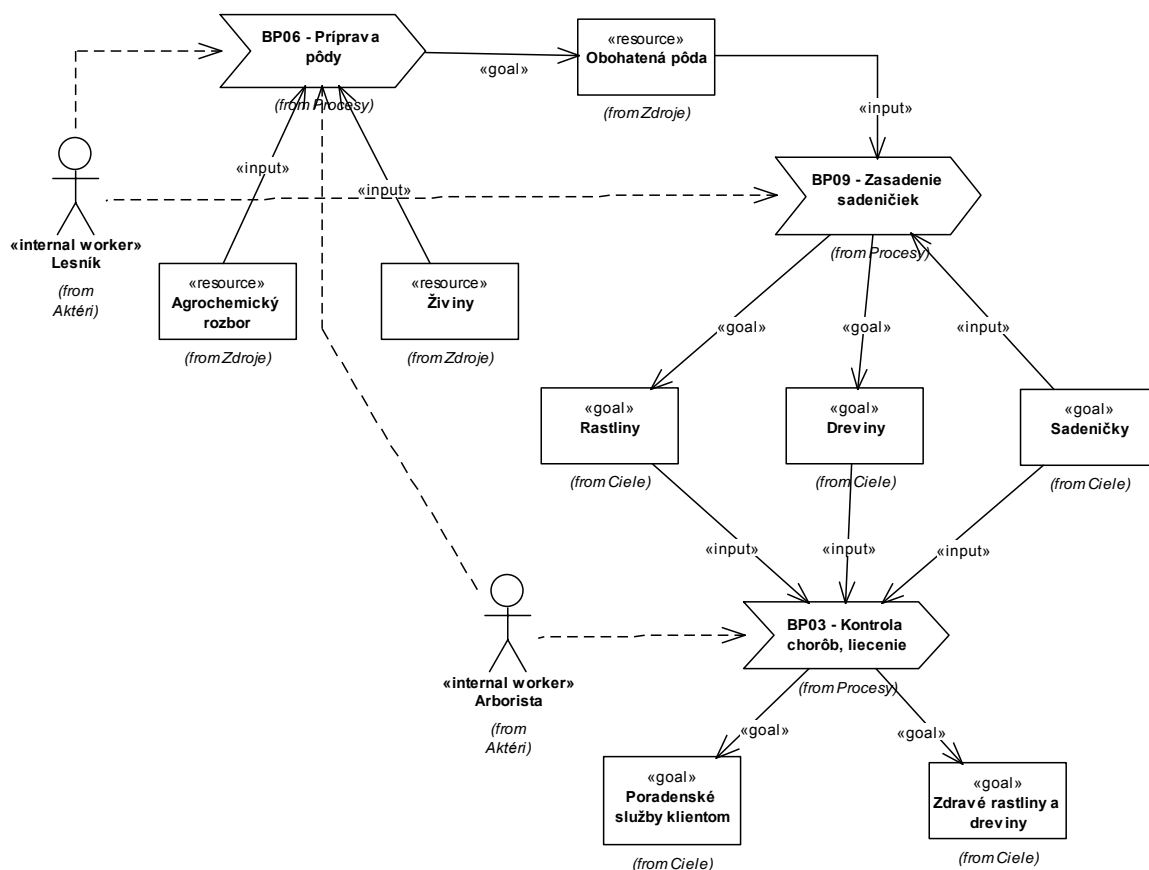 BP06 - Príprava
pôdy
(from Procesy)
«goal»
«resource»
Obohatená pôda
(from Zdroje)
«input»
«input»
«input»
BP09 - Zasadenie
sadeničiek
(from Procesy)
«internal worker»
Lesník
(from
Aktéri)
«resource»
Agrochemický
rozbor
(from Zdroje)
«resource»
Živiny
(from Zdroje)
«goal»
«goal»
«input»
«goal»
Rastliny
(from Ciele)
«goal»
Dreviny
(from Ciele)
«goal»
Sadeničky
(from Ciele)
«input»
«input»
«input»
BP03 - Kontrola
chorôb, liecenie
(from Procesy)
«internal worker»
Arborista
(from
Aktéri)
«goal»
«goal»
«goal»
Poradenské
služby klientom
(from Ciele)
«goal»
Zdravé rastliny a
dreviny
(from Ciele)